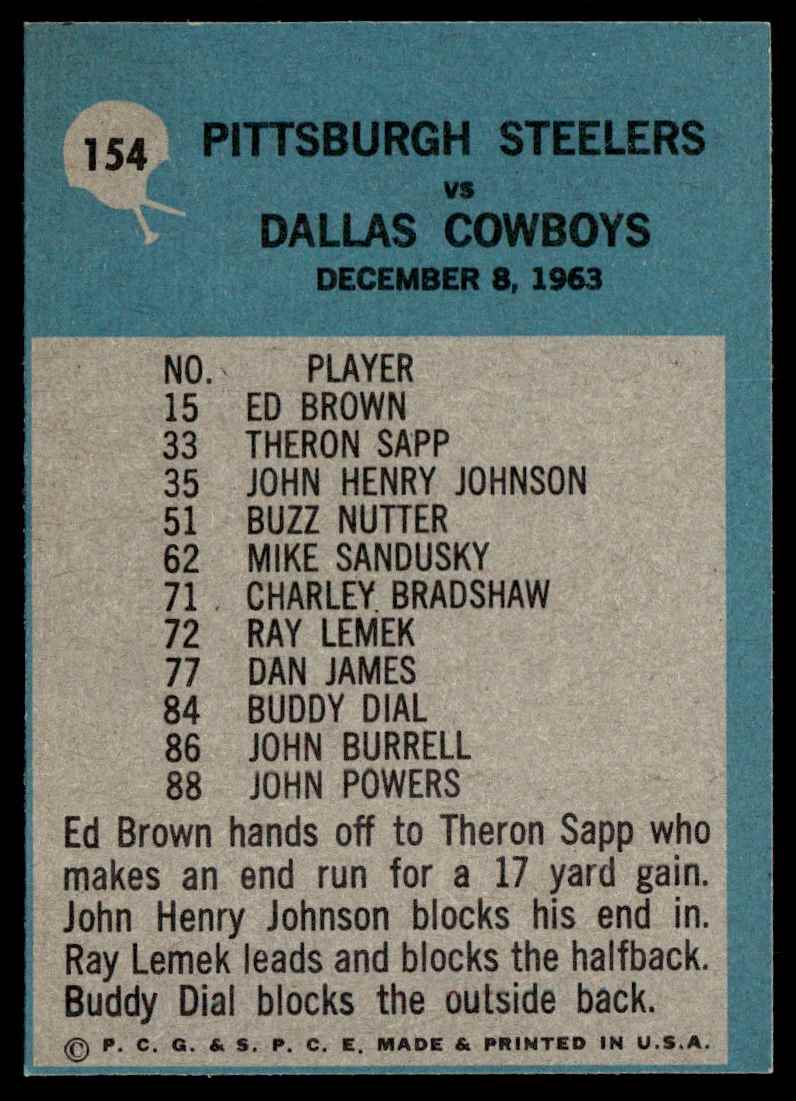 154
PITTSBURGH STEELERS
VS
DALLAS COWBOYS
DECEMBER 8, 1963
NO. PLAYER
15 ED BROWN
33 THERON SAPP
35 JOHN HENRY JOHNSON
51 BUZZ NUTTER
62 MIKE SANDUSKY
71 CHARLEY BRADSHAW
72 RAY LEMEK
77 DAN JAMES
84 BUDDY DIAL
86 JOHN BURRELL
88 JOHN POWERS
Ed Brown hands off to Theron Sapp who
makes an end run for a 17 yard gain.
John Henry Johnson blocks his end in.
Ray Lemek leads and blocks the halfback.
Buddy Dial blocks the outside back.
© P. C. G. & S. P. C. E. MADE & PRINTED IN U.S.A.